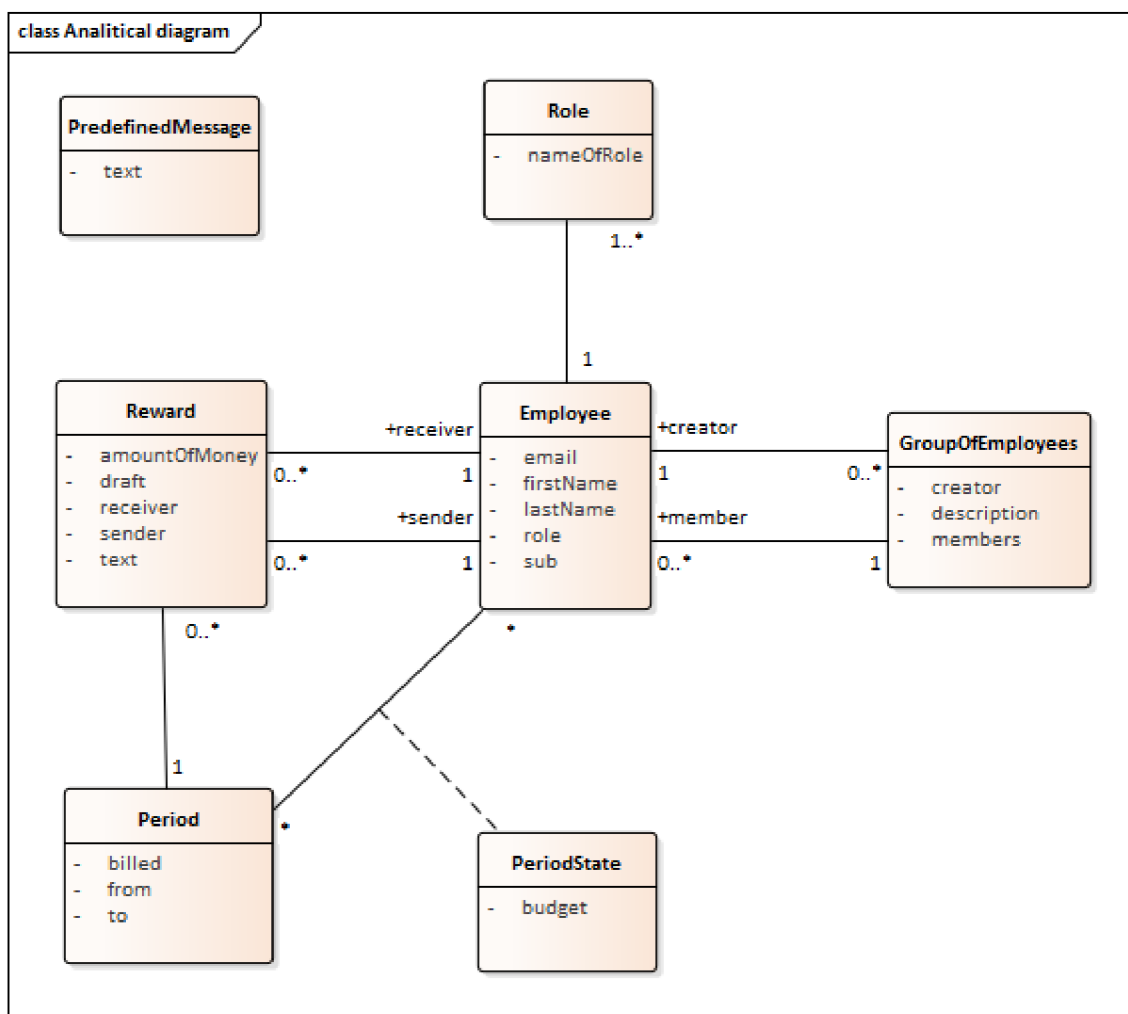 class Analitical diagram
PredefinedMessage
- text
Role
- nameOfRole
1..*
1
Reward
- amountOfMoney
- draft
- receiver
- sender
- text
+receiver
0..*
1
+sender
0..*
1
Employee
- email
- firstName
- lastName
- role
- sub
+creator
1
0..*
+member
0..*
1
GroupOfEmployees
- creator
- description
- members
0..*
*
1
*
Period
- billed
- from
- to
PeriodState
- budget